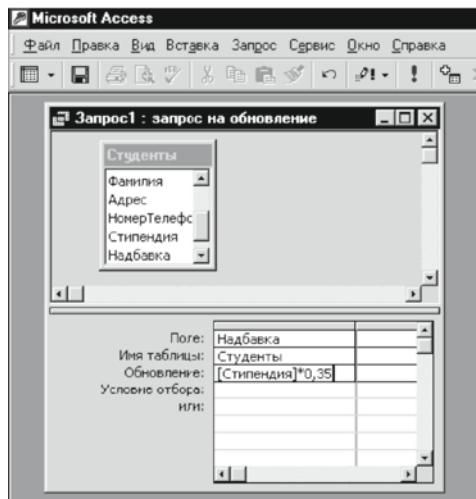 Microsoft Access
Файл Правка Вид Вставка Запрос Сервис Окно Справка
Запрос1 : запрос на обновление
Студенты
Фамилия
Адрес
НомерТелефо
Стипендия
Надбавка
Поле: Надбавка
Имя таблицы: Студенты
Обновление: [Стипендия]*0,35
Условие отбора:
или: